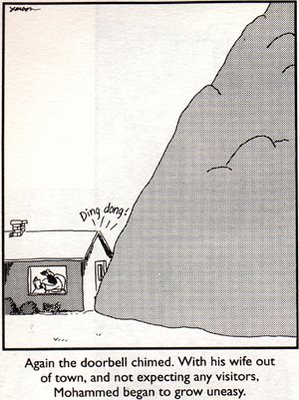 Larson
Ding dong!
Again the doorbell chimed. With his wife out
of town, and not expecting any visitors,
Mohammed began to grow uneasy.